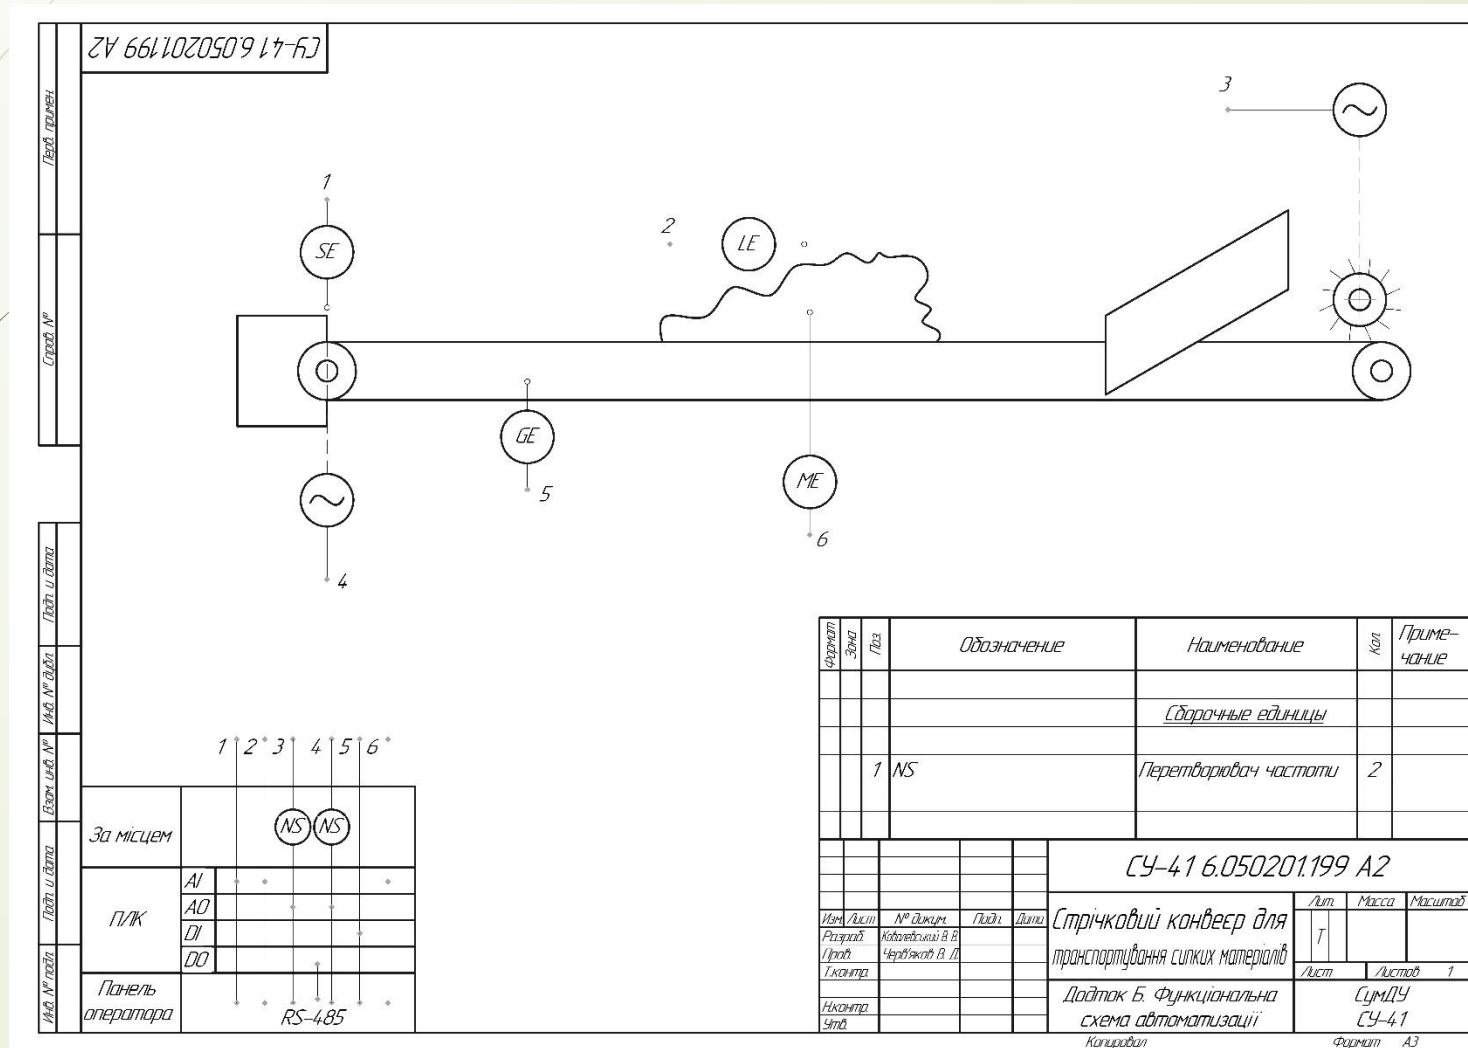 СУ-41 6.050201.199 А2
Перв. примен.
Справ. №
Подп. и дата
Инв. № дубл.
Взам. инв. №
Подп. и дата
Инв. № подл.
3
1
SE
2
LE
GE
5
ME
6
4
1 2 3 4 5 6
За місцем
NS NS
ПЛК
AI
AO
DI
DO
Панель
оператора
RS-485
Формат
Зона
Поз.
Обозначение
Наименование
Кол.
Приме-
чание
Сборочные единицы
1 NS Перетворювач частоти 2
СУ-41 6.050201.199 А2
Изм. Лист № докум. Подп. Дата
Разраб. Ковалевський В. В.
Пров. Черв'яков В. Д.
Т.контр.
Н.контр.
Утв.
Стрічковий конвеєр для
транспортування сипких матеріалів
Лит. Масса Масштаб
Т
Лист Листов 1
Додток Б. Функціональна
схема автоматизації
СумДУ
СУ-41
Копировал Формат А3